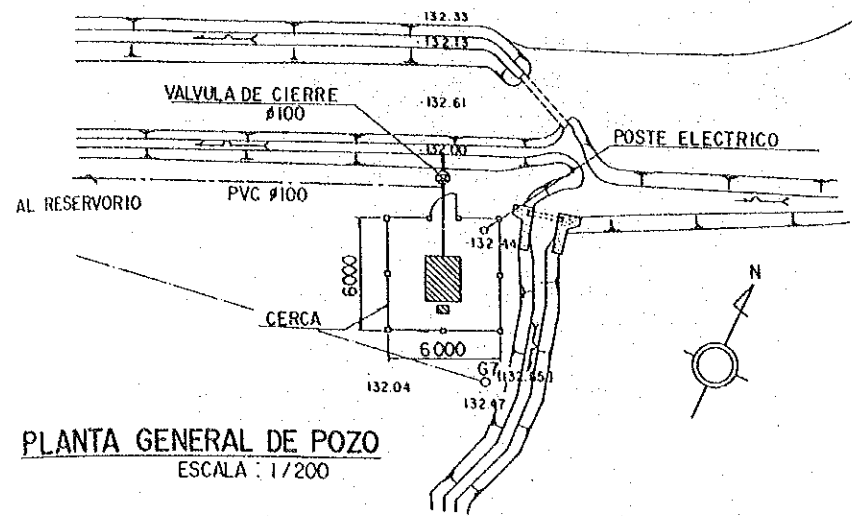 132.33
132.13
VALVULA DE CIERRE
ø100
132.61
132.00
POSTE ELECTRICO
AL RESERVORIO
PVC ø100
132.44
6000
N
CERCA
6000
G7
132.04
132.47
PLANTA GENERAL DE POZO
ESCALA : 1/200